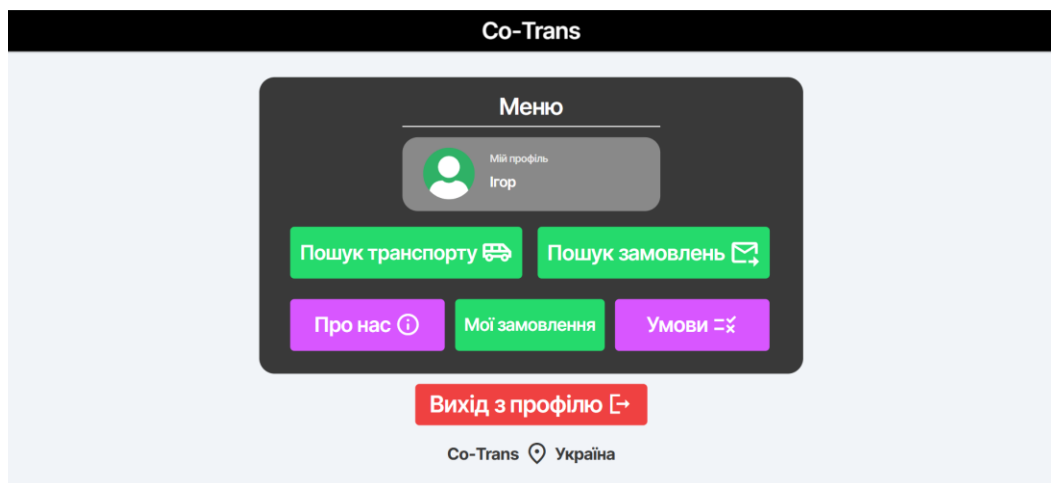 Co-Trans
Меню
Мій профіль
Ігор
Пошук транспорту
Пошук замовлень
Про нас
Мої замовлення
Умови
Вихід з профілю
Co-Trans Україна